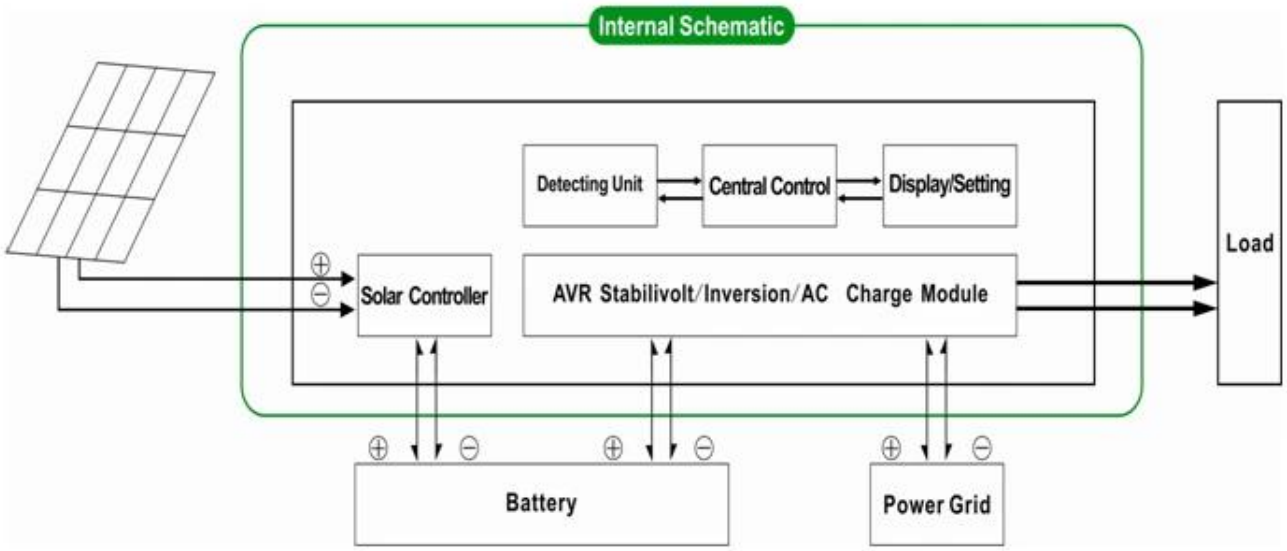 Internal Schematic
Detecting Unit
Central Control
Display/Setting
Load
⊕
⊖
Solar Controller
AVR Stabilivolt/Inversion/AC Charge Module
⊕ ⊖ ⊕ ⊖ ⊕ ⊖
Battery
Power Grid